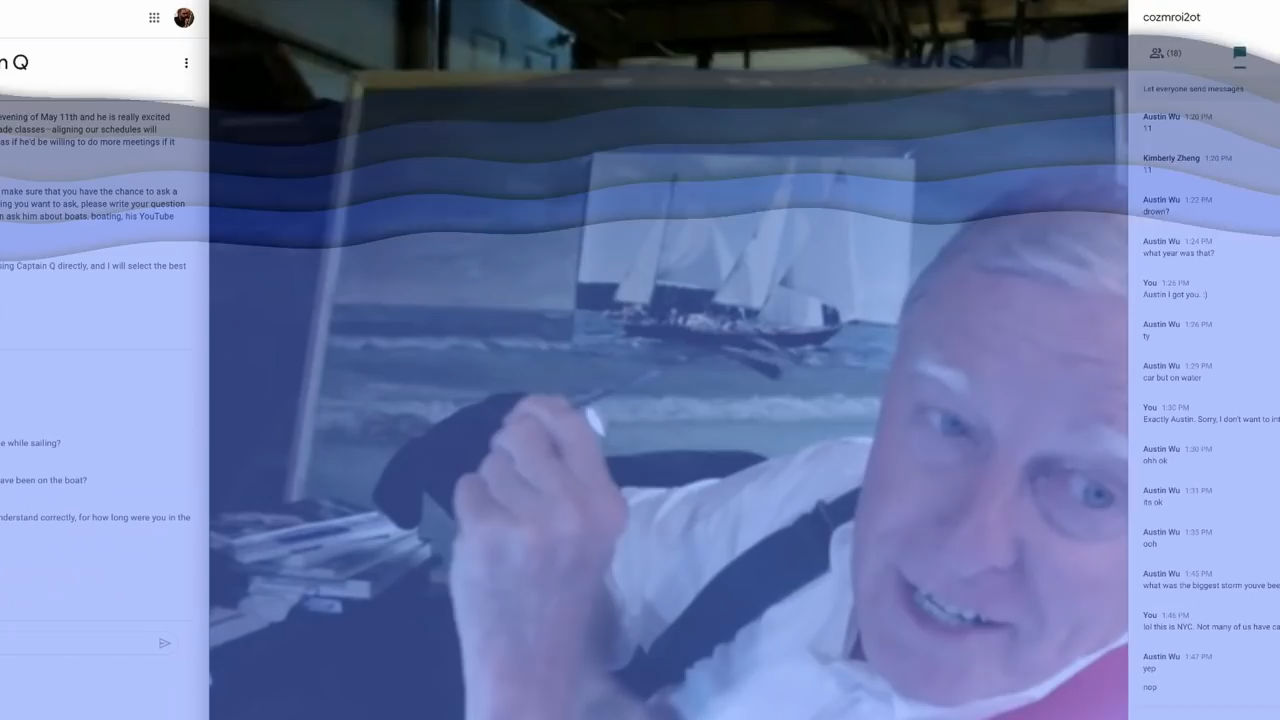 n Q
evening of May 11th and he is really excited
ade classes—aligning our schedules will
as if he'd be willing to do more meetings if it
make sure that you have the chance to ask a
ing you want to ask, please write your question
n ask him about boats, boating, his YouTube
sing Captain Q directly, and I will select the best
e while sailing?
ave been on the boat?
nderstand correctly, for how long were you in the
cozmroi2ot
(18)
Let everyone send messages
Austin Wu 1:20 PM
11
Kimberly Zheng 1:20 PM
11
Austin Wu 1:22 PM
drown?
Austin Wu 1:24 PM
what year was that?
You 1:26 PM
Austin I got you. :)
Austin Wu 1:26 PM
ty
Austin Wu 1:29 PM
car but on water
You 1:30 PM
Exactly Austin. Sorry, I don't want to int
Austin Wu 1:30 PM
ohh ok
Austin Wu 1:31 PM
its ok
Austin Wu 1:35 PM
ooh
Austin Wu 1:45 PM
what was the biggest storm youve bee
You 1:46 PM
lol this is NYC. Not many of us have ca
Austin Wu 1:47 PM
yep
nop